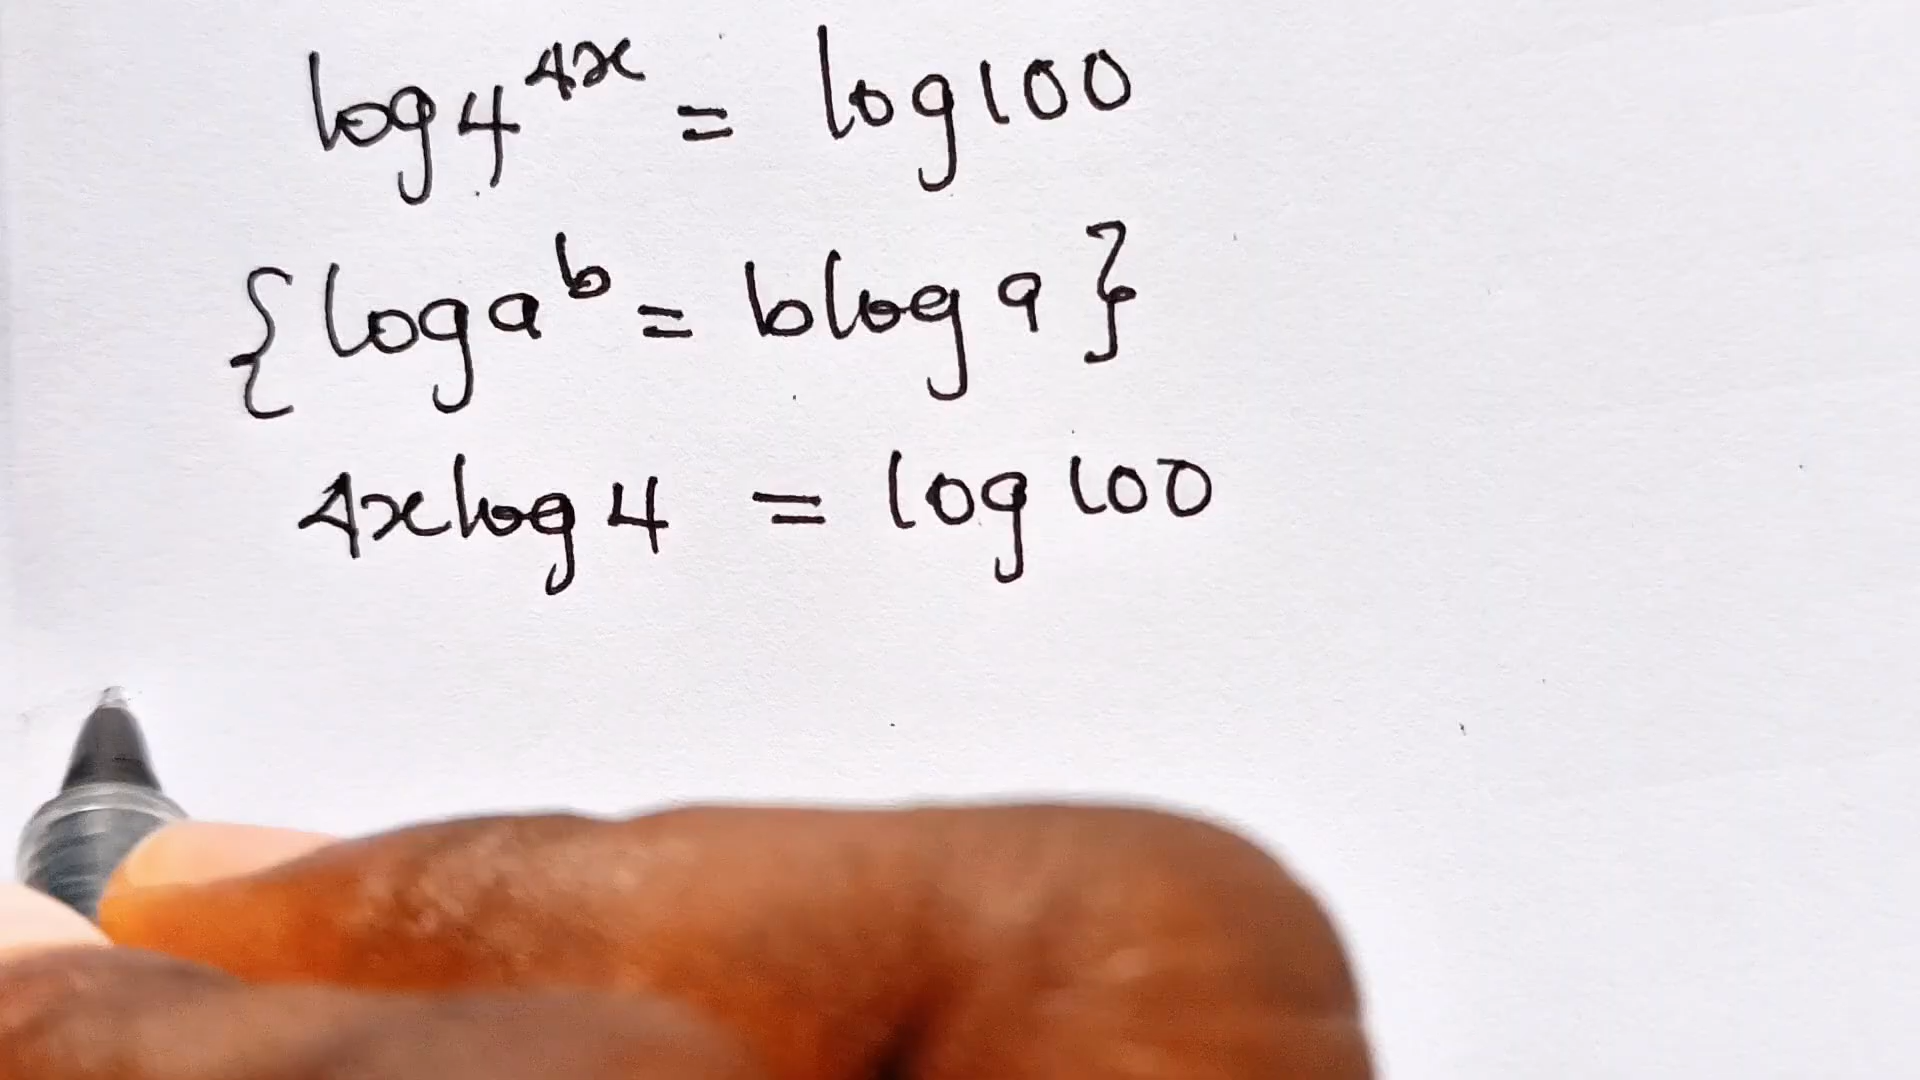 log 4^{4x} = log 100
{log a^b = b log a}
4x log 4 = log 100